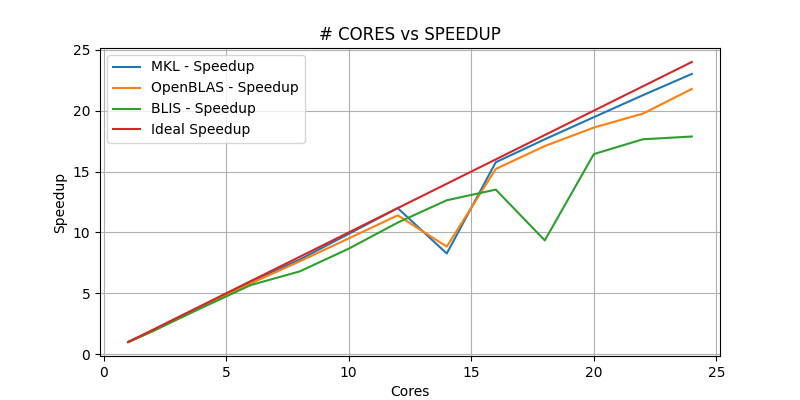 # CORES vs SPEEDUP
MKL - Speedup
OpenBLAS - Speedup
BLIS - Speedup
Ideal Speedup
Speedup
25
20
15
10
5
0
0 5 10 15 20 25
Cores